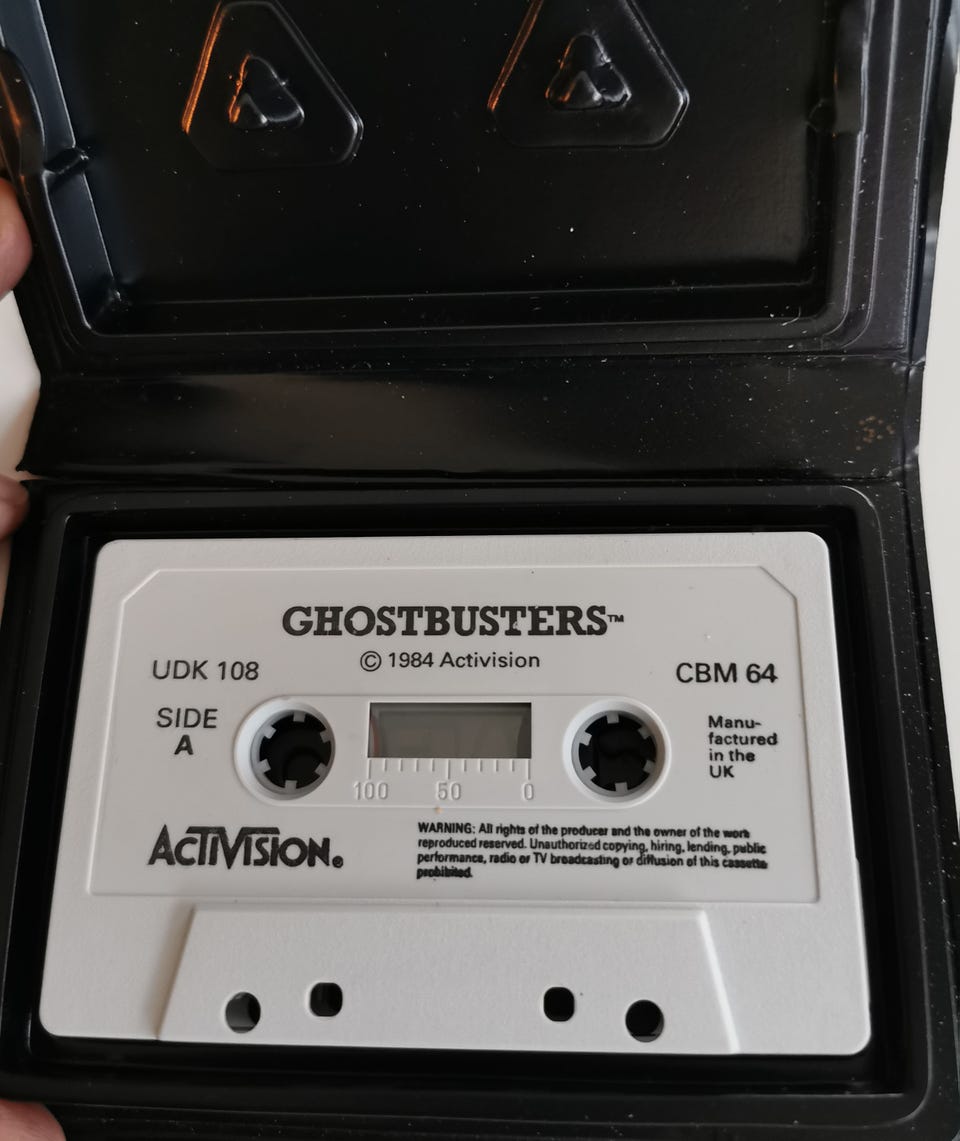 GHOSTBUSTERS™
© 1984 Activision
UDK 108
CBM 64
SIDE
A
Manu-
factured
in the
UK
100 50 0
ACTIVISION®
WARNING: All rights of the producer and the owner of the work
reproduced reserved. Unauthorized copying, hiring, lending, public
performance, radio or TV broadcasting or diffusion of this cassette
prohibited.